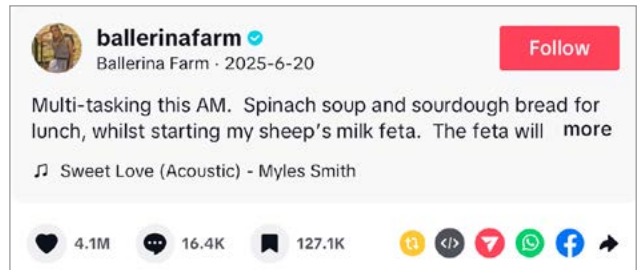 ballerinafarm
Ballerina Farm · 2025-6-20
Follow
Multi-tasking this AM.  Spinach soup and sourdough bread for
lunch, whilst starting my sheep's milk feta.  The feta will more
Sweet Love (Acoustic) - Myles Smith
4.1M 16.4K 127.1K